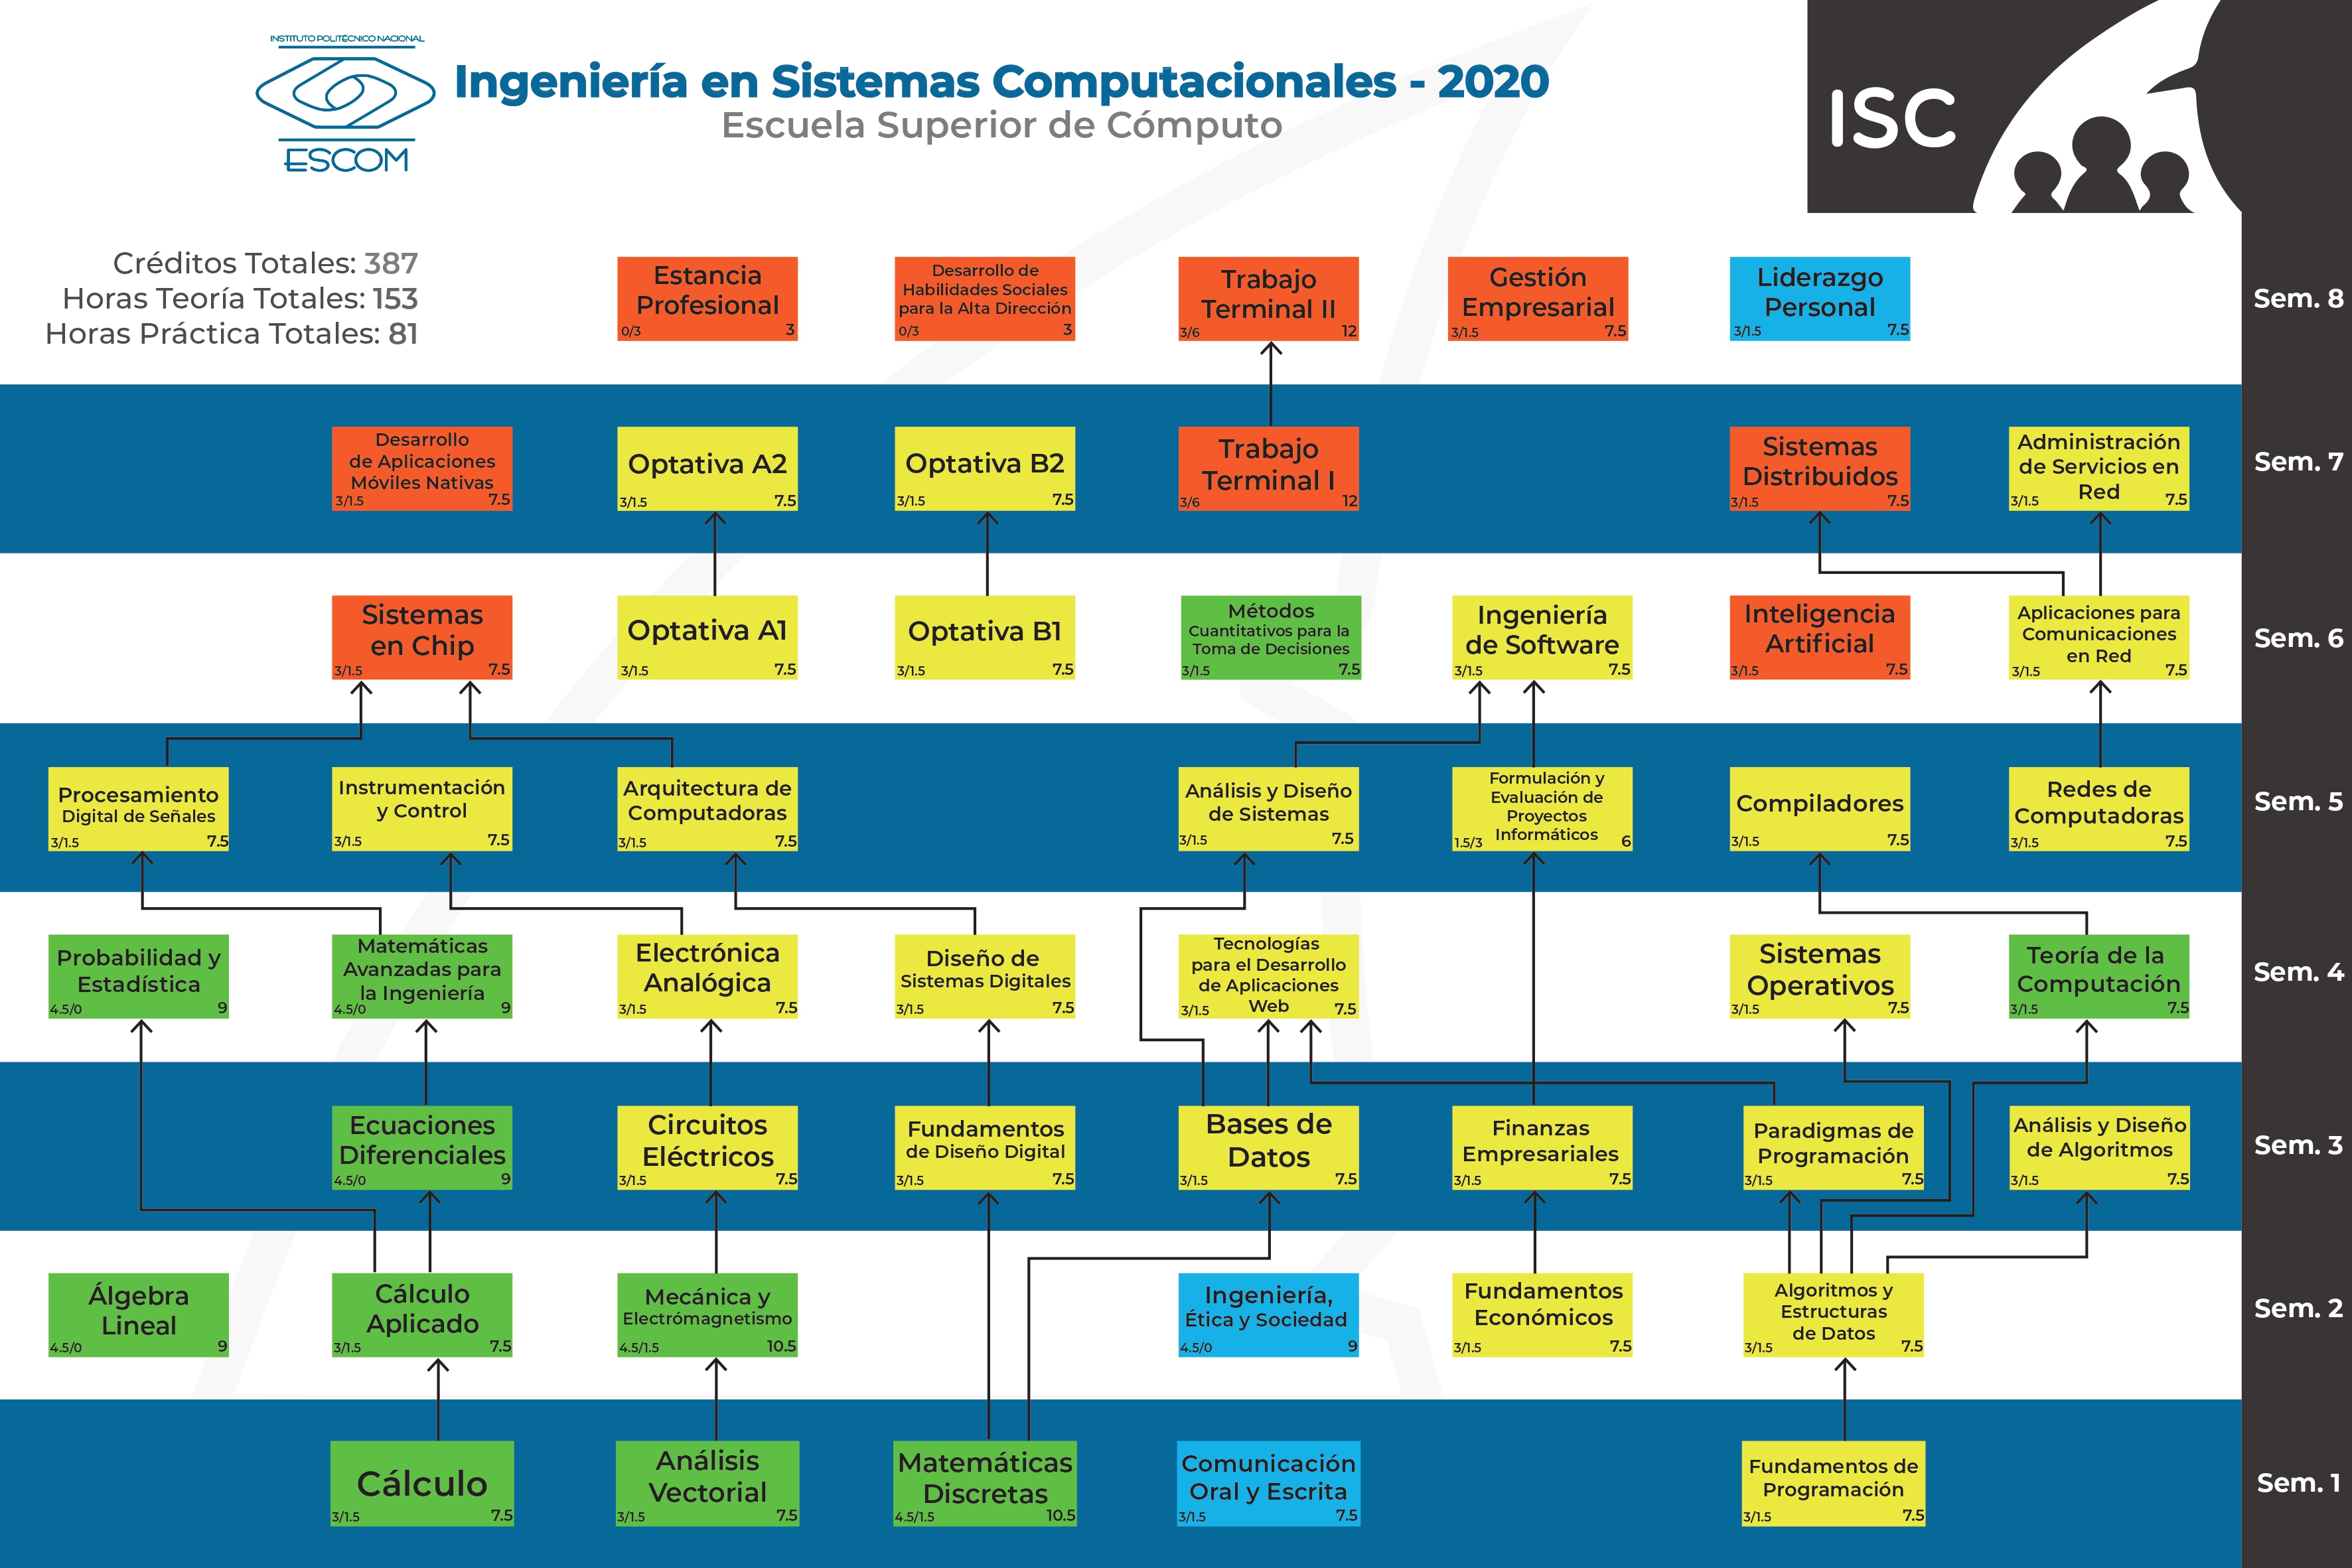 INSTITUTO POLITÉCNICO NACIONAL
ESCOM
Ingeniería en Sistemas Computacionales - 2020
Escuela Superior de Cómputo
ISC
Créditos Totales: 387
Horas Teoría Totales: 153
Horas Práctica Totales: 81
Estancia
Profesional
0/3 3
Desarrollo de
Habilidades Sociales
para la Alta Dirección
0/3 3
Trabajo
Terminal II
3/6 12
Gestión
Empresarial
3/1.5 7.5
Liderazgo
Personal
3/1.5 7.5
Sem. 8
Desarrollo
de Aplicaciones
Móviles Nativas
3/1.5 7.5
Optativa A2
3/1.5 7.5
Optativa B2
3/1.5 7.5
Trabajo
Terminal I
3/6 12
Sistemas
Distribuidos
3/1.5 7.5
Administración
de Servicios en
Red
3/1.5 7.5
Sem. 7
Sistemas
en Chip
3/1.5 7.5
Optativa A1
3/1.5 7.5
Optativa B1
3/1.5 7.5
Métodos
Cuantitativos para la
Toma de Decisiones
3/1.5 7.5
Ingeniería
de Software
3/1.5 7.5
Inteligencia
Artificial
3/1.5 7.5
Aplicaciones para
Comunicaciones
en Red
3/1.5 7.5
Sem. 6
Procesamiento
Digital de Señales
3/1.5 7.5
Instrumentación
y Control
3/1.5 7.5
Arquitectura de
Computadoras
3/1.5 7.5
Análisis y Diseño
de Sistemas
3/1.5 7.5
Formulación y
Evaluación de
Proyectos
Informáticos
1.5/3 6
Compiladores
3/1.5 7.5
Redes de
Computadoras
3/1.5 7.5
Sem. 5
Probabilidad y
Estadística
4.5/0 9
Matemáticas
Avanzadas para
la Ingeniería
4.5/0 9
Electrónica
Analógica
3/1.5 7.5
Diseño de
Sistemas Digitales
3/1.5 7.5
Tecnologías
para el Desarrollo
de Aplicaciones
Web
3/1.5 7.5
Sistemas
Operativos
3/1.5 7.5
Teoría de la
Computación
3/1.5 7.5
Sem. 4
Ecuaciones
Diferenciales
4.5/0 9
Circuitos
Eléctricos
3/1.5 7.5
Fundamentos
de Diseño Digital
3/1.5 7.5
Bases de
Datos
3/1.5 7.5
Finanzas
Empresariales
3/1.5 7.5
Paradigmas de
Programación
3/1.5 7.5
Análisis y Diseño
de Algoritmos
3/1.5 7.5
Sem. 3
Álgebra
Lineal
4.5/0 9
Cálculo
Aplicado
3/1.5 7.5
Mecánica y
Electrómagnetismo
4.5/1.5 10.5
Ingeniería,
Ética y Sociedad
4.5/0 9
Fundamentos
Económicos
3/1.5 7.5
Algoritmos y
Estructuras
de Datos
3/1.5 7.5
Sem. 2
Cálculo
3/1.5 7.5
Análisis
Vectorial
3/1.5 7.5
Matemáticas
Discretas
4.5/1.5 10.5
Comunicación
Oral y Escrita
3/1.5 7.5
Fundamentos de
Programación
3/1.5 7.5
Sem. 1